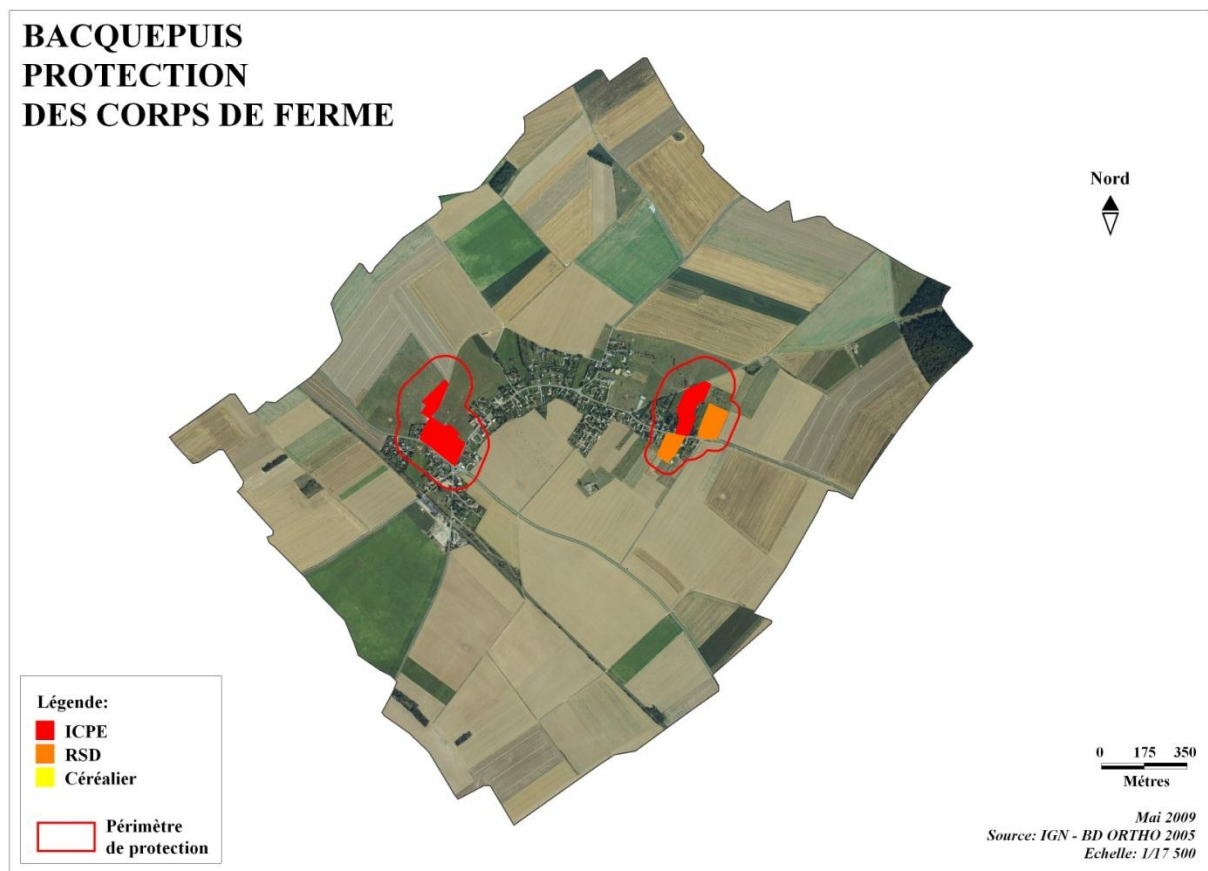 BACQUEPUIS
PROTECTION
DES CORPS DE FERME
Nord
Légende:
ICPE
RSD
Céréalier
Périmètre
de protection
0 175 350
Métres
Mai 2009
Source: IGN - BD ORTHO 2005
Echelle: 1/17 500